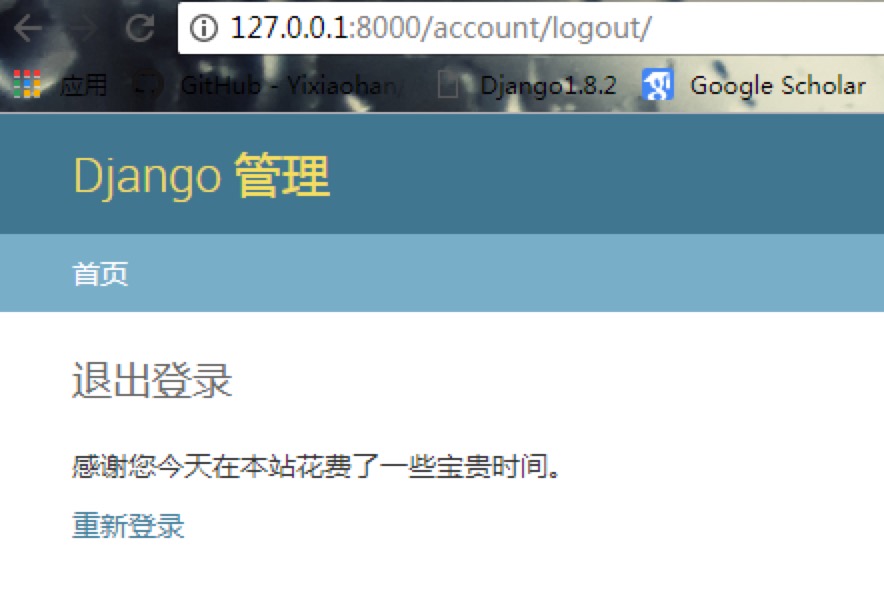 127.0.0.1:8000/account/logout/
应用 GitHub - Yixiaohan/ Django1.8.2 Google Scholar
Django 管理
首页
退出登录
感谢您今天在本站花费了一些宝贵时间。
重新登录